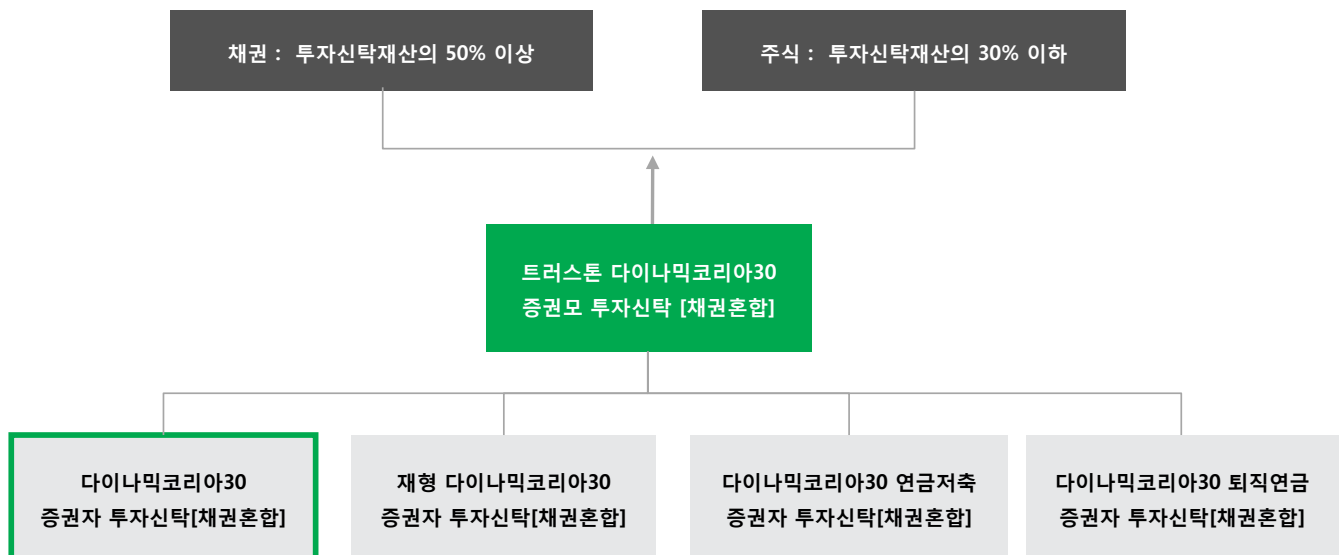 채권 : 투자신탁재산의 50% 이상
주식 : 투자신탁재산의 30% 이하
트러스톤 다이나믹코리아30
증권모 투자신탁 [채권혼합]
다이나믹코리아30
증권자 투자신탁[채권혼합]
재형 다이나믹코리아30
증권자 투자신탁[채권혼합]
다이나믹코리아30 연금저축
증권자 투자신탁[채권혼합]
다이나믹코리아30 퇴직연금
증권자 투자신탁[채권혼합]